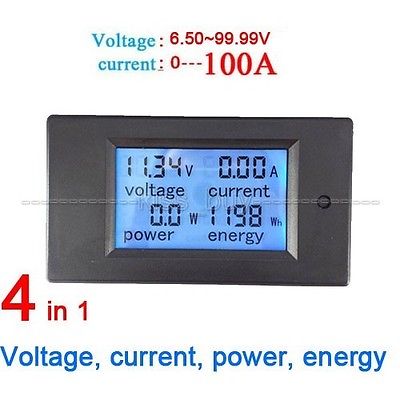 Voltage: 6.50~99.99V
current: 0---100A
11.34 V 0.00 A
voltage current
0.0 W 1198 Wh
power energy
4 in 1
Voltage, current, power, energy